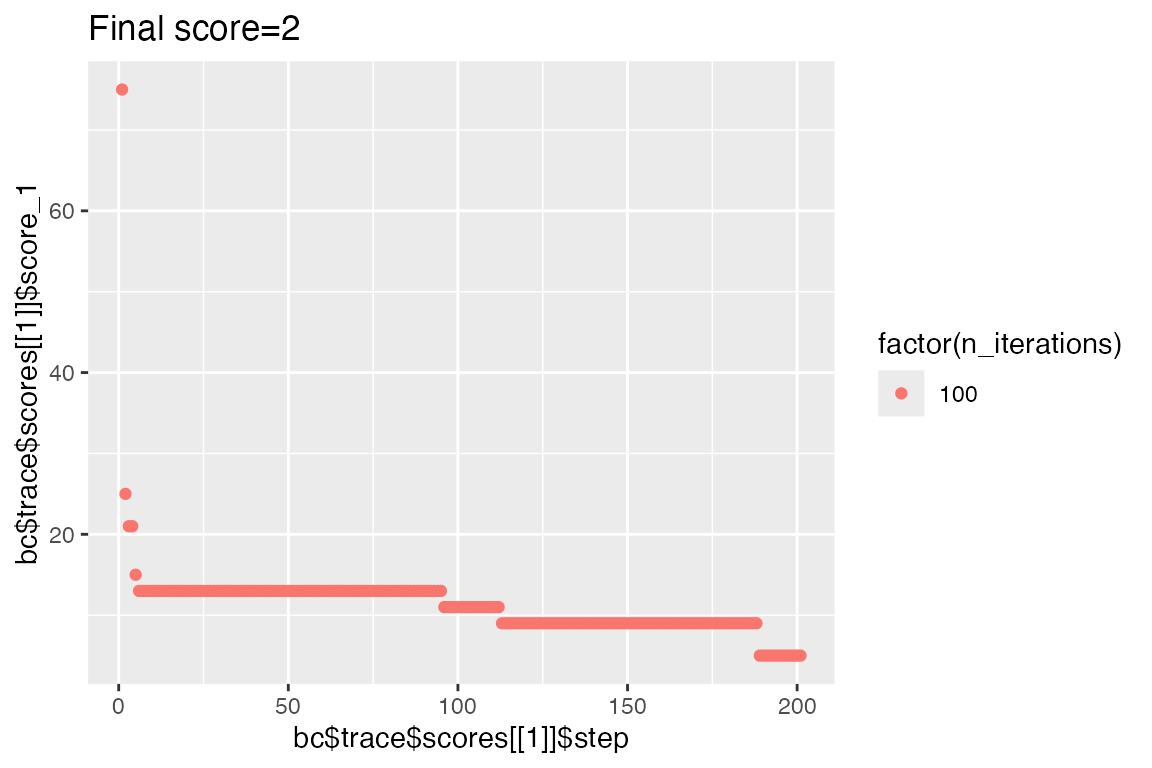 Final score=2
bc$trace$scores[[1]]$score_1
60
40
20
0
50
100
150
200
bc$trace$scores[[1]]$step
factor(n_iterations)
100